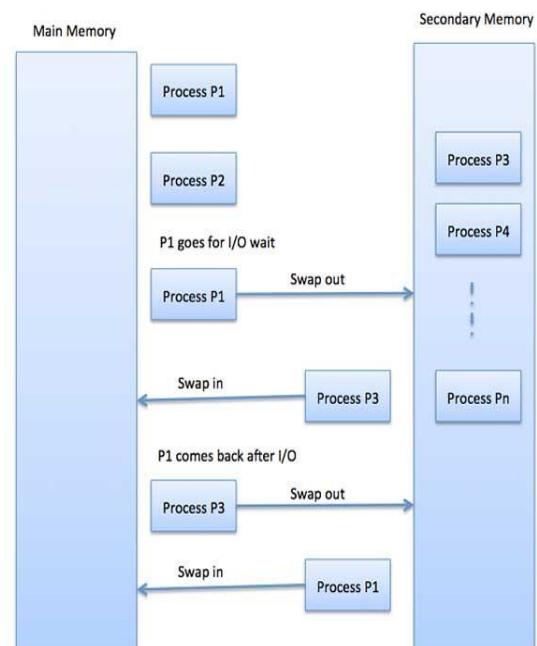 Main Memory
Secondary Memory
Process P1
Process P2
Process P3
Process P4
P1 goes for I/O wait
Process P1
Swap out
Swap in
Process P3
Process Pn
P1 comes back after I/O
Process P3
Swap out
Swap in
Process P1